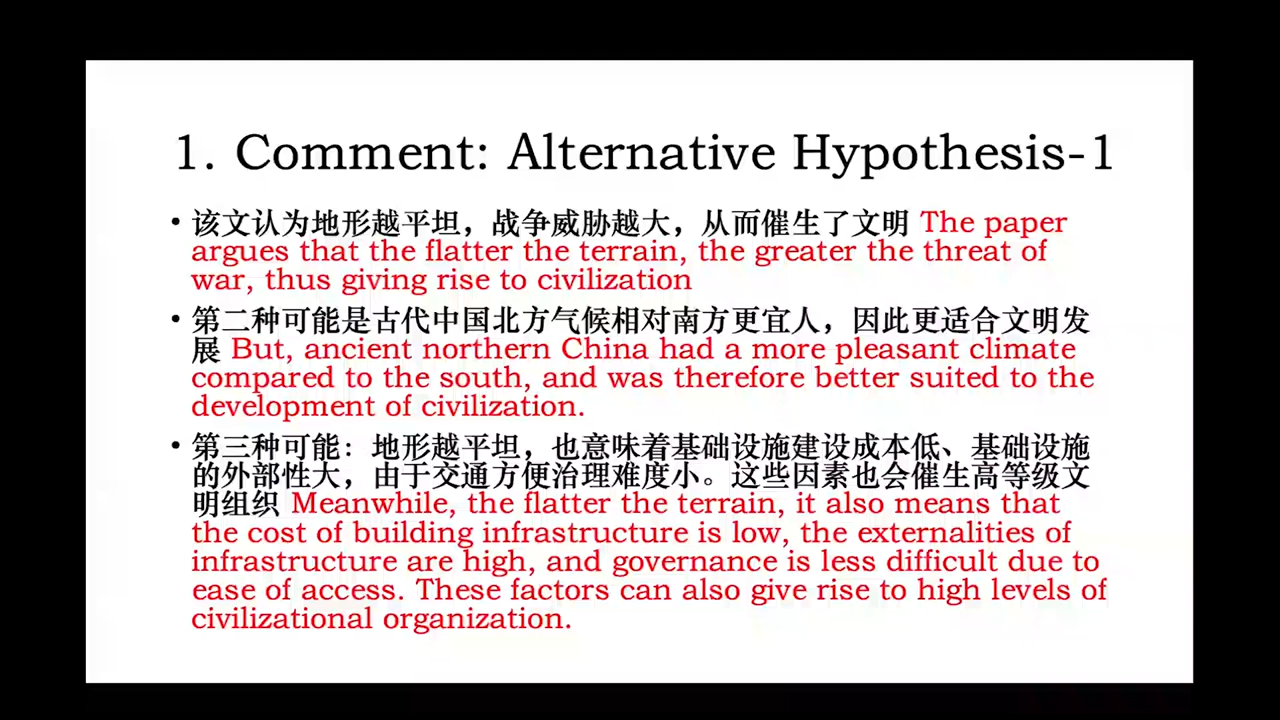 1. Comment: Alternative Hypothesis-1
• 该文认为地形越平坦，战争威胁越大，从而催生了文明 The paper
argues that the flatter the terrain, the greater the threat of
war, thus giving rise to civilization
• 第二种可能是古代中国北方气候相对南方更宜人，因此更适合文明发
展 But, ancient northern China had a more pleasant climate
compared to the south, and was therefore better suited to the
development of civilization.
• 第三种可能：地形越平坦，也意味着基础设施建设成本低、基础设施
的外部性大，由于交通方便治理难度小。这些因素也会催生高等级文
明组织 Meanwhile, the flatter the terrain, it also means that
the cost of building infrastructure is low, the externalities of
infrastructure are high, and governance is less difficult due to
ease of access. These factors can also give rise to high levels of
civilizational organization.